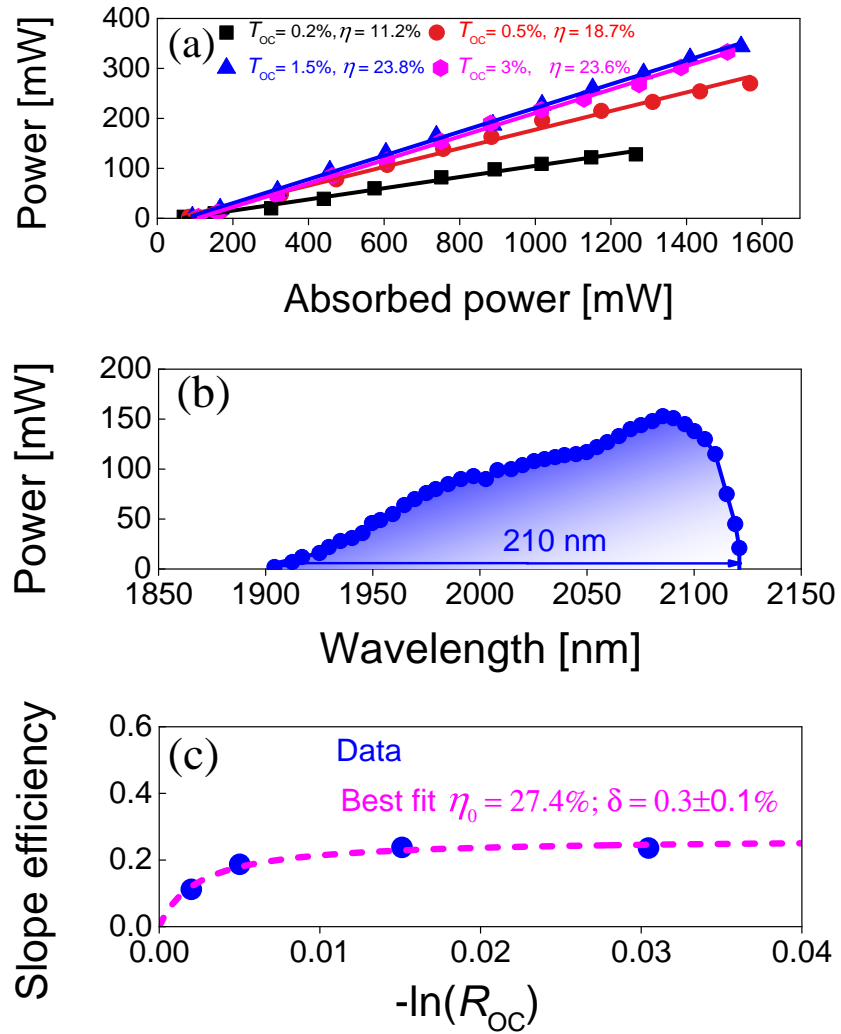 (a)
T_OC = 0.2%, η = 11.2% T_OC = 0.5%, η = 18.7%
T_OC = 1.5%, η = 23.8% T_OC = 3%, η = 23.6%
400
300
200
100
0
Power [mW]
0 200 400 600 800 1000 1200 1400 1600
Absorbed power [mW]
(b)
200
150
100
50
0
Power [mW]
210 nm
1850 1900 1950 2000 2050 2100 2150
Wavelength [nm]
(c)
0.6
0.4
0.2
0.0
Slope efficiency
Data
Best fit η₀ = 27.4%; δ = 0.3±0.1%
0.00 0.01 0.02 0.03 0.04
-ln(R_OC)